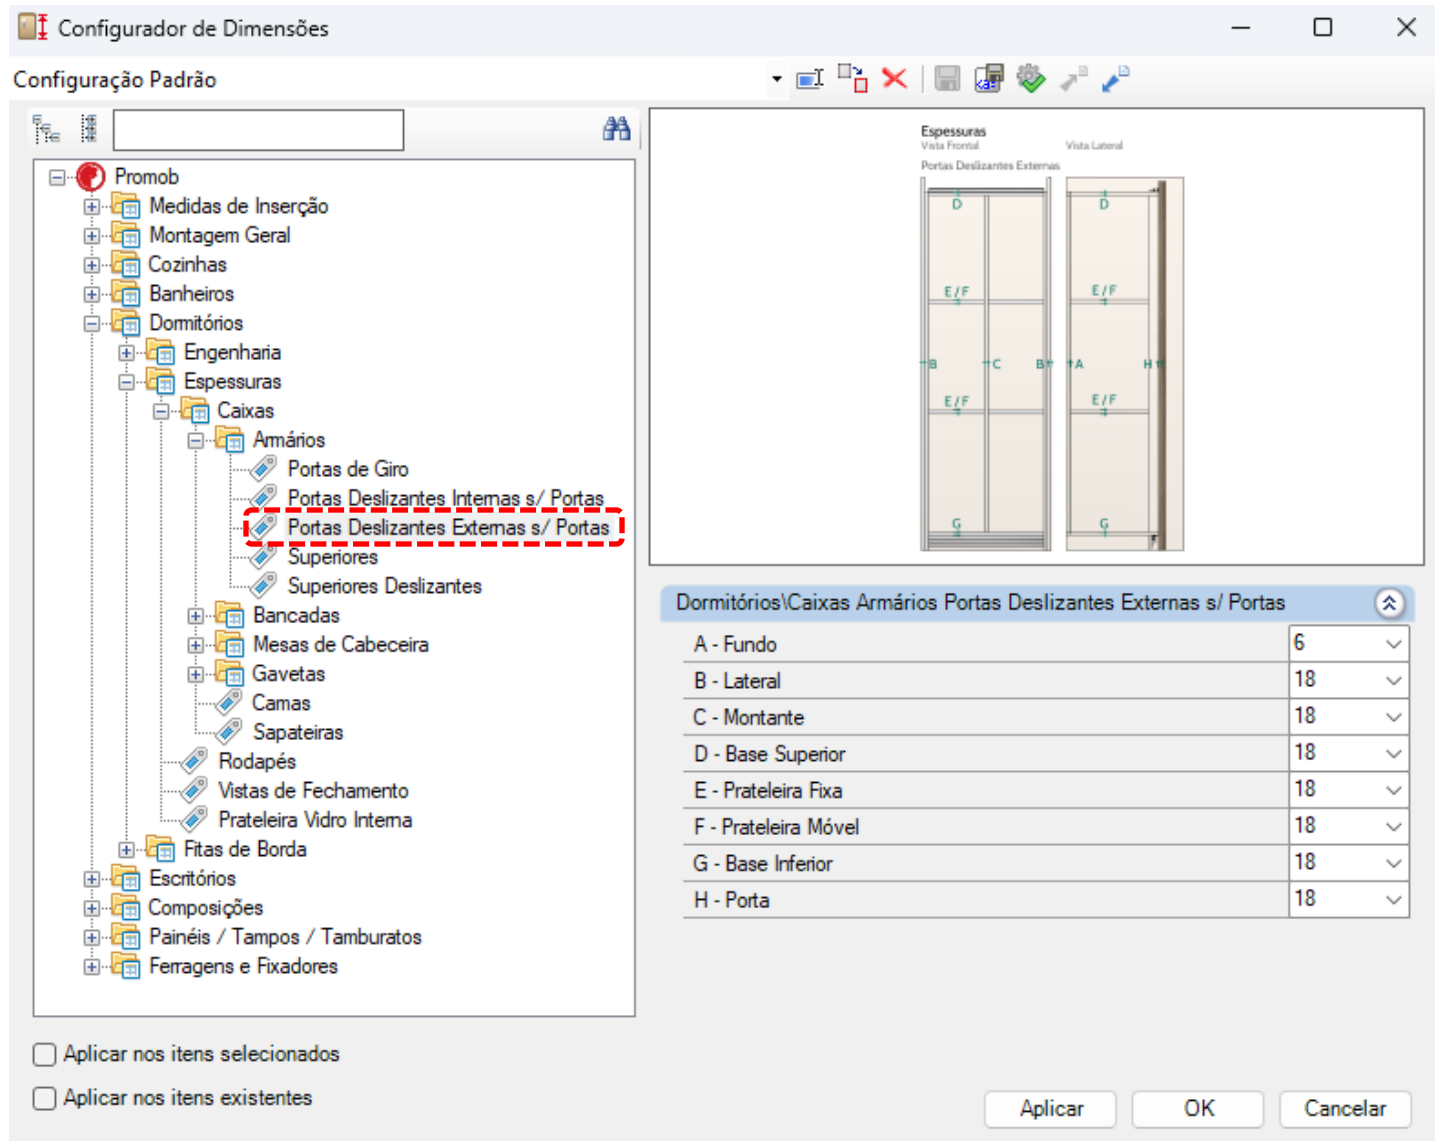 Configurador de Dimensões
Configuração Padrão
Promob
Medidas de Inserção
Montagem Geral
Cozinhas
Banheiros
Dormitórios
Engenharia
Espessuras
Caixas
Armários
Portas de Giro
Portas Deslizantes Internas s/ Portas
Portas Deslizantes Externas s/ Portas
Superiores
Superiores Deslizantes
Bancadas
Mesas de Cabeceira
Gavetas
Camas
Sapateiras
Rodapés
Vistas de Fechamento
Prateleira Vidro Interna
Fitas de Borda
Escritórios
Composições
Painéis / Tampos / Tamburatos
Ferragens e Fixadores
Aplicar nos itens selecionados
Aplicar nos itens existentes
Espessuras
Vista Frontal Vista Lateral
Portas Deslizantes Externas
D D
E/F E/F
B C B A H
E/F E/F
G G
Dormitórios\Caixas Armários Portas Deslizantes Externas s/ Portas
A - Fundo 6
B - Lateral 18
C - Montante 18
D - Base Superior 18
E - Prateleira Fixa 18
F - Prateleira Móvel 18
G - Base Inferior 18
H - Porta 18
Aplicar OK Cancelar